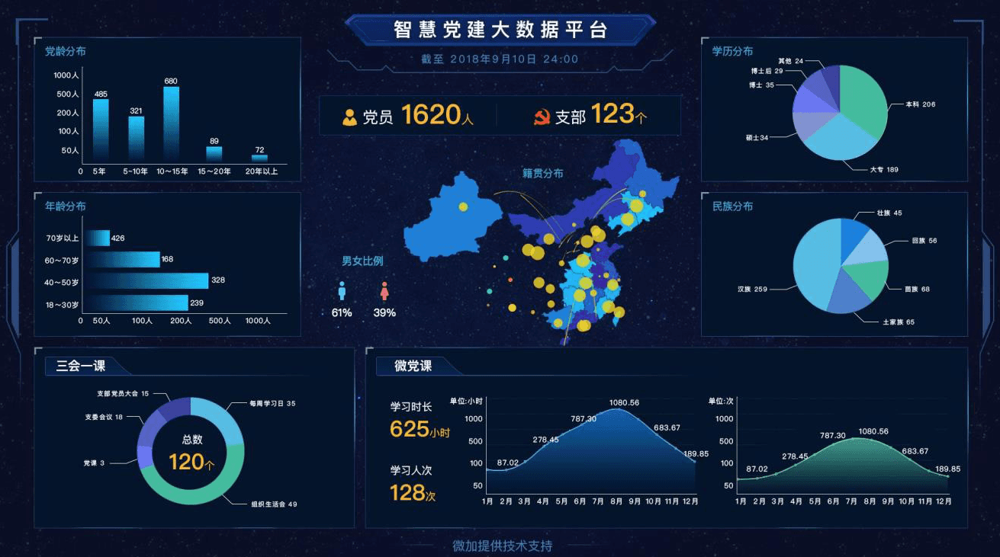 智慧党建大数据平台
截至 2018年9月10日 24:00
党员 1620人
支部 123个
党龄分布
1000人
500人
200人
100人
50人
0
485
321
680
89
72
5年 5-10年 10~15年 15~20年 20年以上
年龄分布
70岁以上 426
60~70岁 168
40~50岁 328
18~30岁 239
0 50人 100人 200人 500人 1000人
籍贯分布
男女比例
61% 39%
学历分布
其他 24
博士后 29
博士 35
硕士34
本科 206
大专 189
民族分布
壮族 45
回族 56
苗族 68
土家族 65
汉族 259
三会一课
支部党员大会 15
支委会议 18
党课 3
每周学习日 35
组织生活会 49
总数
120个
微党课
学习时长
625小时
学习人次
128次
单位:小时
1000
500
100
50
87.02
278.45
787.30
1080.56
683.67
189.85
1月 2月 3月 4月 5月 6月 7月 8月 9月 10月 11月 12月
单位:次
1000
500
100
50
87.02
278.45
787.30
1080.56
683.67
189.85
1月 2月 3月 4月 5月 6月 7月 8月 9月 10月 11月 12月
微加提供技术支持